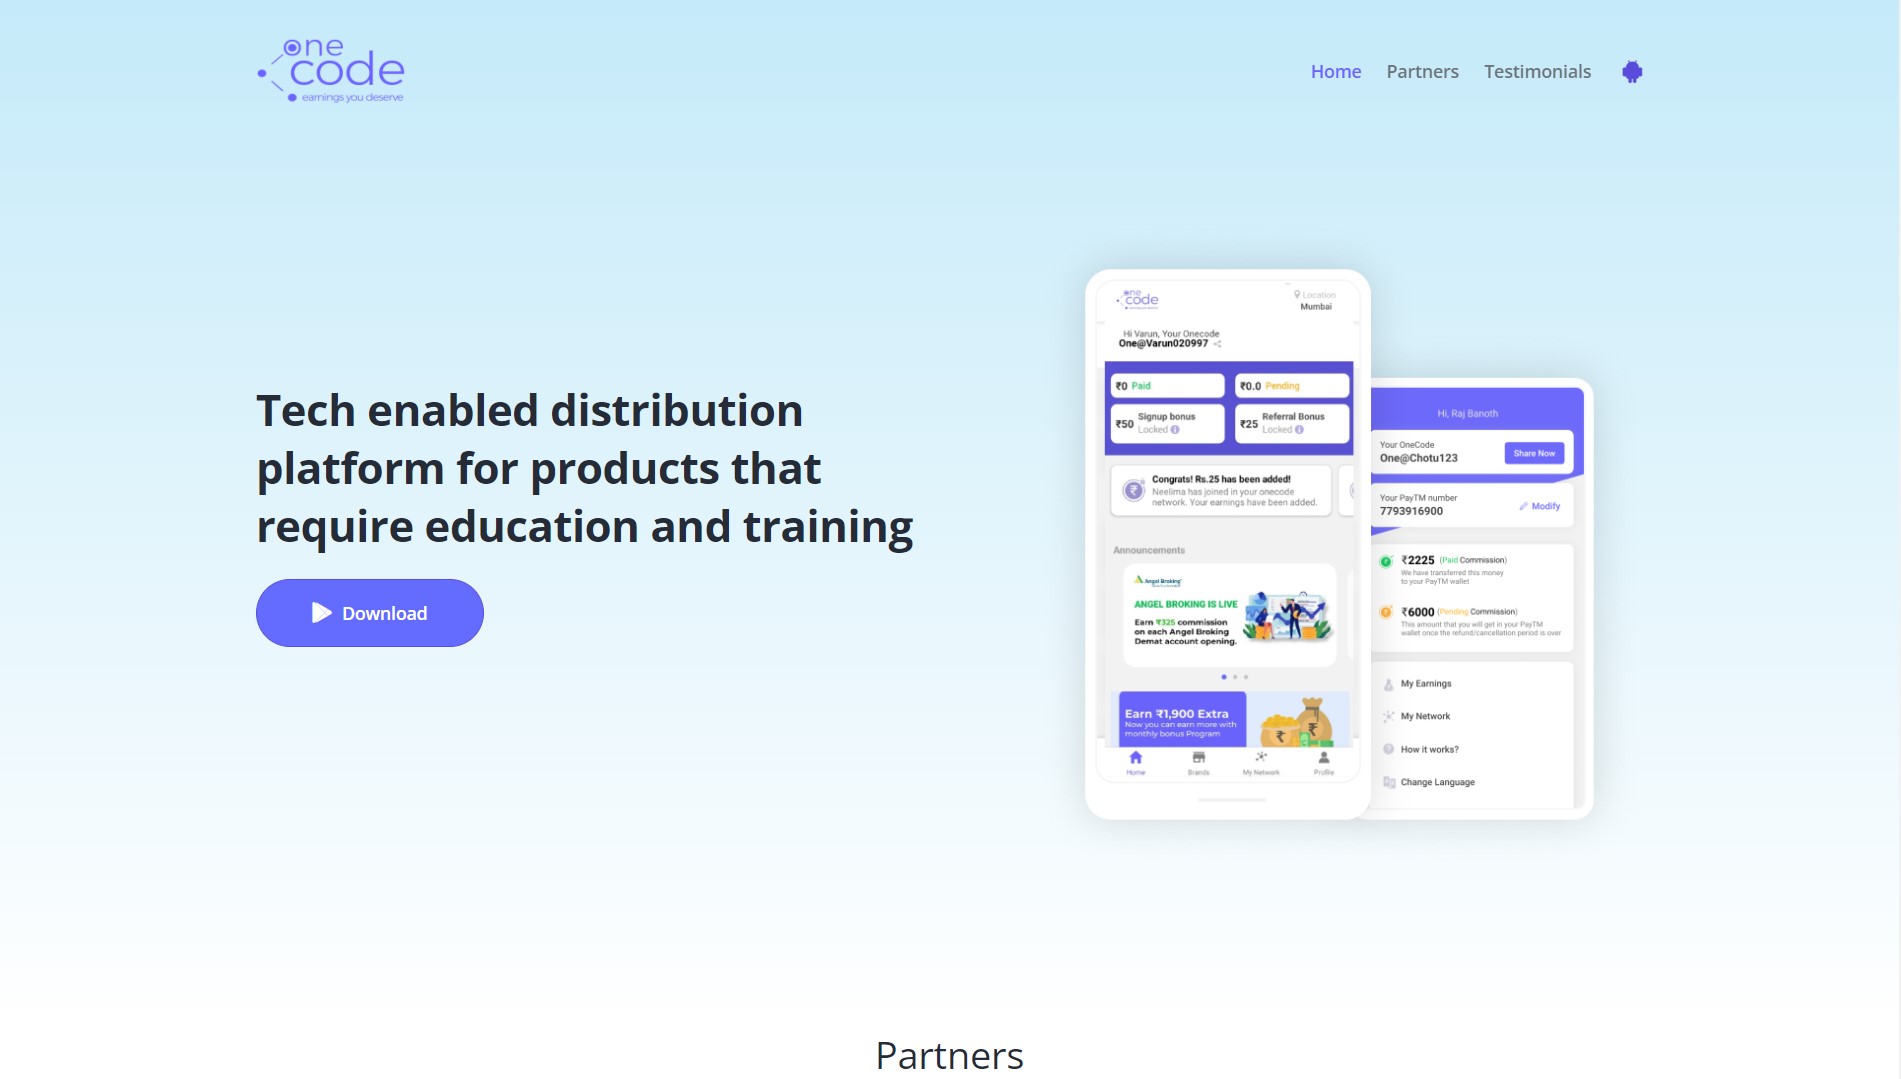 One
code
earnings you deserve
Home
Partners
Testimonials
Tech enabled distribution
platform for products that
require education and training
Download
One
code
Location
Mumbai
Hi Varun, Your Onecode
One@Varun020997
₹0 Paid
₹0.0 Pending
₹50 Signup bonus
Locked
₹25 Referral Bonus
Locked
Congrats! Rs.25 has been added!
Neelima has joined in your onecode
network. Your earnings have been added.
Announcements
Angel Broking
ANGEL BROKING IS LIVE
Earn ₹325 commission
on each Angel Broking
Demat account opening.
Earn ₹1,900 Extra
Now you can earn more with
monthly bonus Program
Home
Brands
My Network
Profile
Hi, Raj Banoth
Your OneCode
One@Chotu123
Share Now
Your PayTM number
7793916900
Modify
₹2225 (Paid Commission)
We have transferred this money
to your PayTM wallet
₹6000 (Pending Commission)
This amount that you will get in your PayTM
wallet once the refund/cancellation period is over
My Earnings
My Network
How it works?
Change Language
Partners